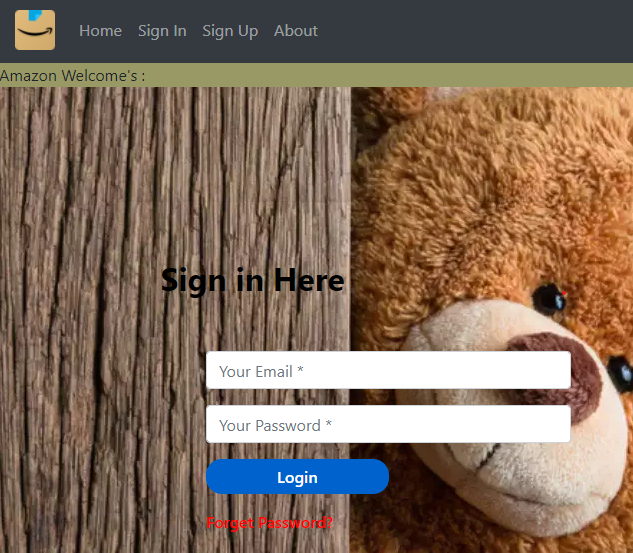 Home Sign In Sign Up About
Amazon Welcome's :
Sign in Here
Your Email *
Your Password *
Login
Forget Password?